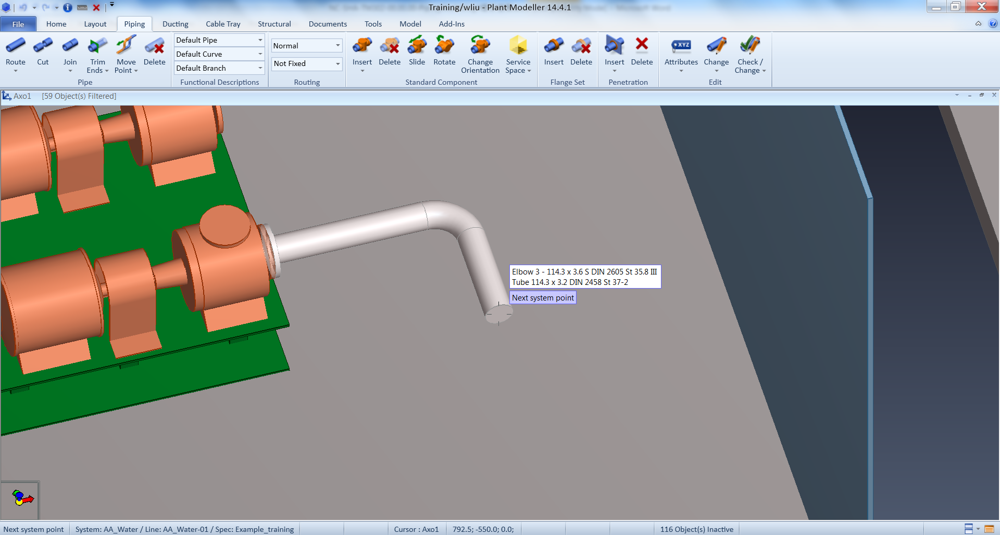 Training/wliu - Plant Modeller 14.4.1
File Home Layout Piping Ducting Cable Tray Structural Documents Tools Model Add-Ins
Route Cut Join Trim Ends Move Point Delete
Pipe
Default Pipe
Default Curve
Default Branch
Functional Descriptions
Normal
Not Fixed
Routing
Insert Delete Slide Rotate Change Orientation Service Space
Standard Component
Insert Delete
Flange Set
Insert Delete
Penetration
XYZ
Attributes Change Check / Change
Edit
Axo1 [59 Object(s) Filtered]
Elbow 3 - 114.3 x 3.6 S DIN 2605 St 35.8 III
Tube 114.3 x 3.2 DIN 2458 St 37-2
Next system point
Next system point System: AA_Water / Line: AA_Water-01 / Spec: Example_training Cursor : Axo1 792.5; -550.0; 0.0; 116 Object(s) Inactive